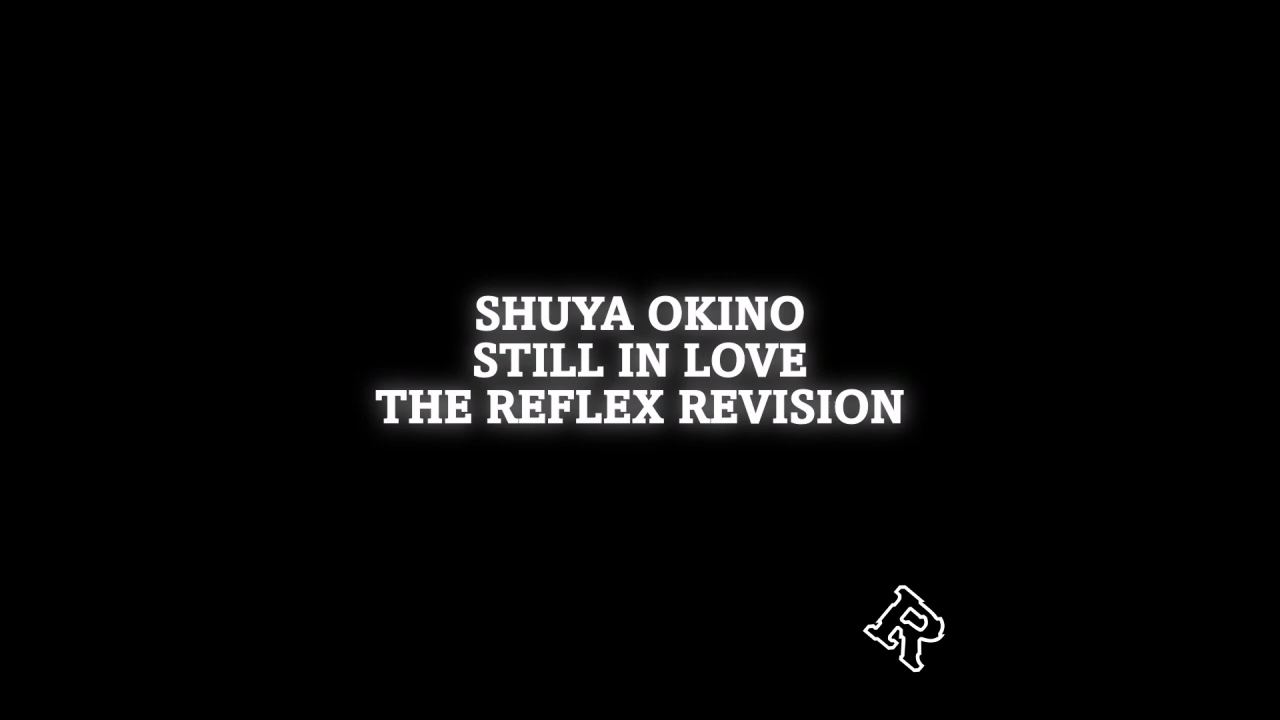 SHUYA OKINO
STILL IN LOVE
THE REFLEX REVISION
R